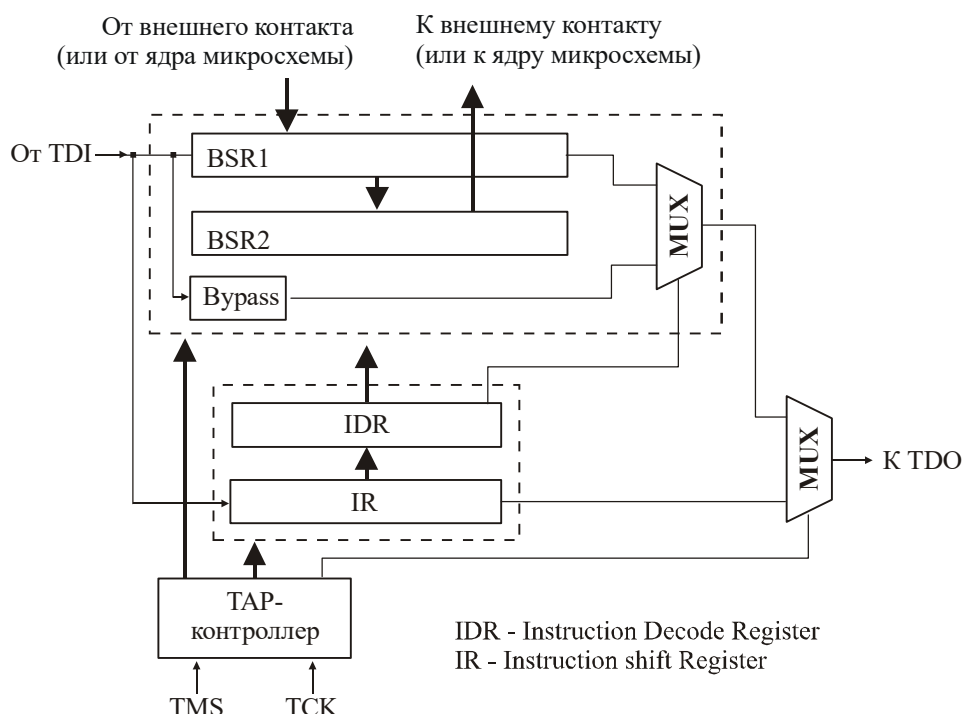 От внешнего контакта
(или от ядра микросхемы)
К внешнему контакту
(или к ядру микросхемы)
От TDI
BSR1
BSR2
Bypass
MUX
IDR
IR
MUX
К TDO
TAP-
контроллер
IDR - Instruction Decode Register
IR - Instruction shift Register
TMS
TCK